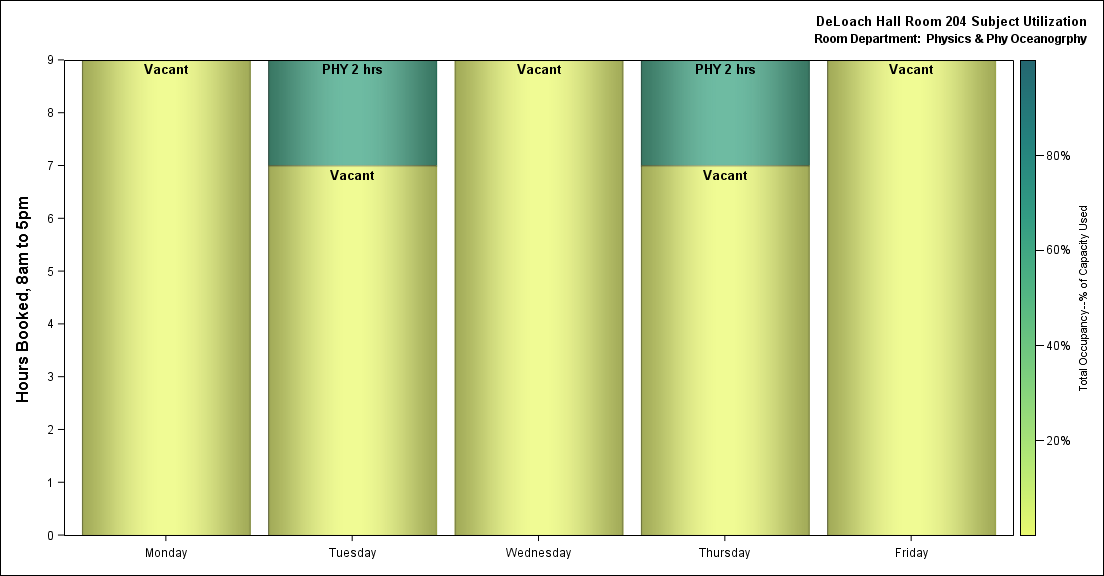 DeLoach Hall Room 204 Subject Utilization
Room Department: Physics & Phy Oceanogrphy
Hours Booked, 8am to 5pm
9
8
7
6
5
4
3
2
1
0
Vacant
PHY 2 hrs
Vacant
Vacant
PHY 2 hrs
Vacant
Vacant
Monday
Tuesday
Wednesday
Thursday
Friday
80%
60%
40%
20%
Total Occupancy--% of Capacity Used